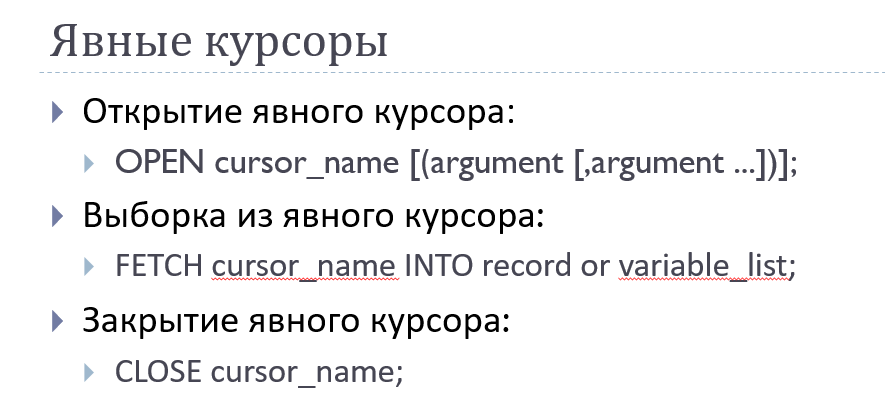 Явные курсоры
Открытие явного курсора:
OPEN cursor_name [(argument [,argument ...])];
Выборка из явного курсора:
FETCH cursor_name INTO record or variable_list;
Закрытие явного курсора:
CLOSE cursor_name;